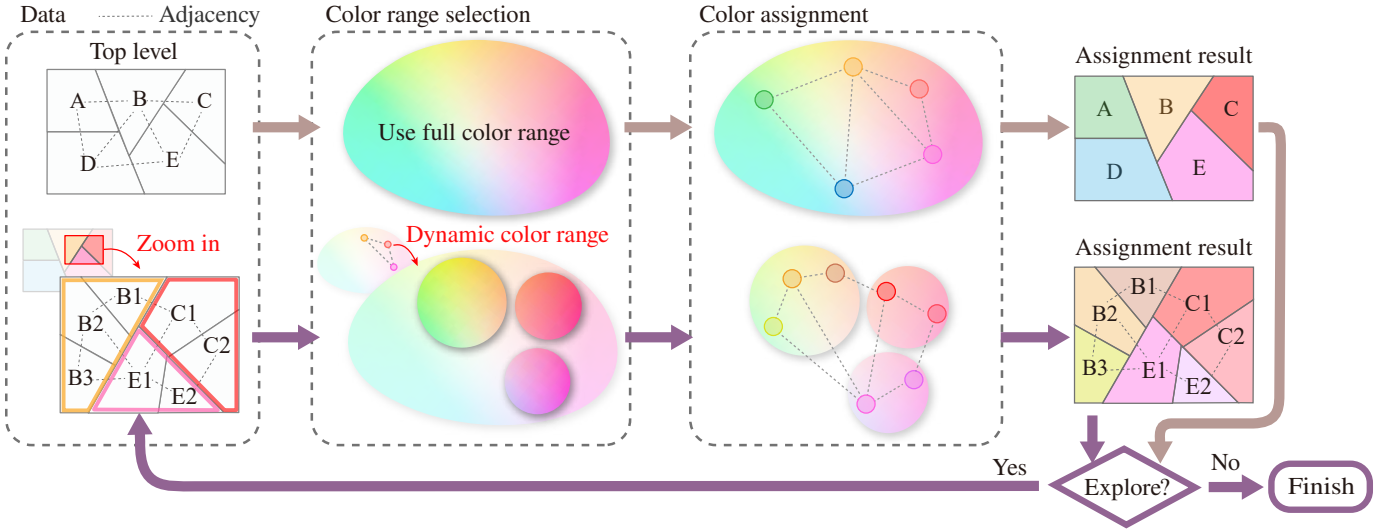 Data
Adjacency
Color range selection
Color assignment
Top level
A
B
C
D
E
Use full color range
Assignment result
A
B
C
D
E
Zoom in
Dynamic color range
B1
B2
C1
C2
B3
E1
E2
Assignment result
B1
C1
B2
C2
B3
E1
E2
Yes
Explore?
No
Finish